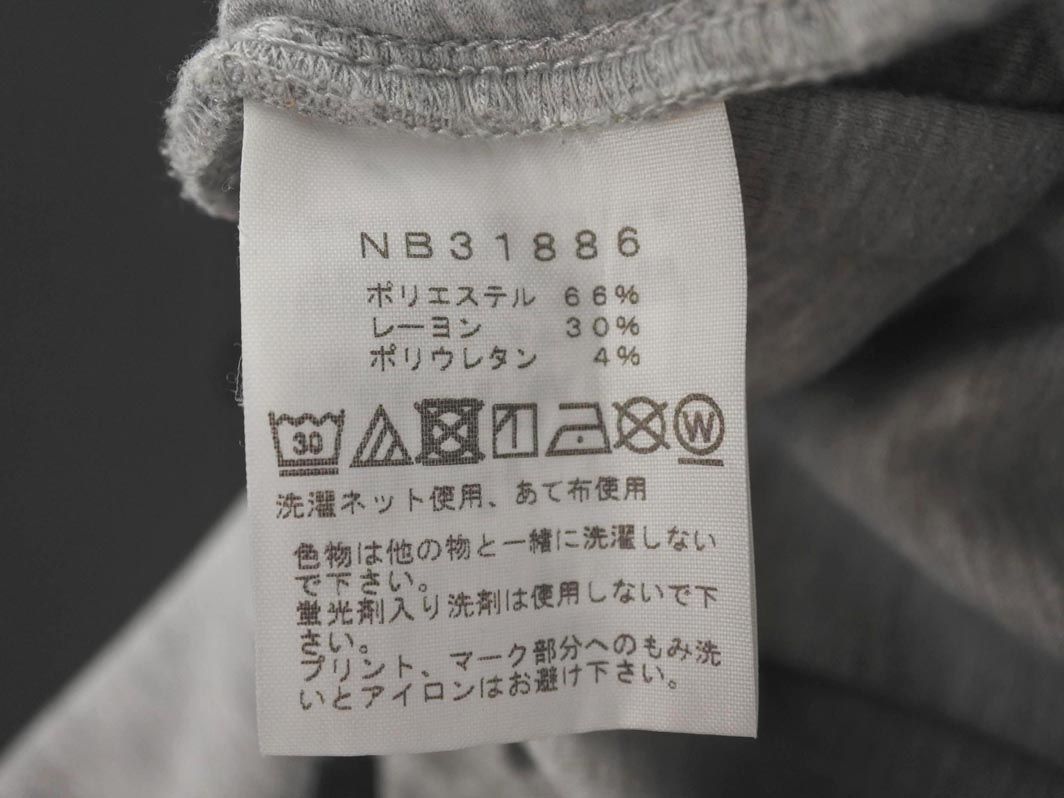 NB31886
ポリエステル 66%
レーヨン 30%
ポリウレタン 4%
30 W
洗濯ネット使用、あて布使用
色物は他の物と一緒に洗濯しない
で下さい。
蛍光剤入り洗剤は使用しないで下
さい。
プリント、マーク部分へのもみ洗
いとアイロンはお避け下さい。